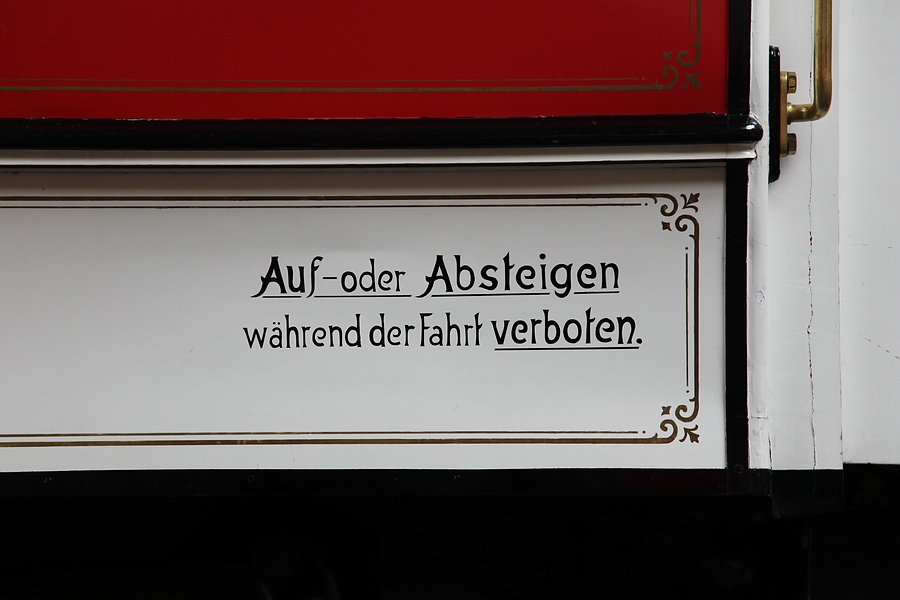 Auf-oder Absteigen
während der Fahrt verboten.